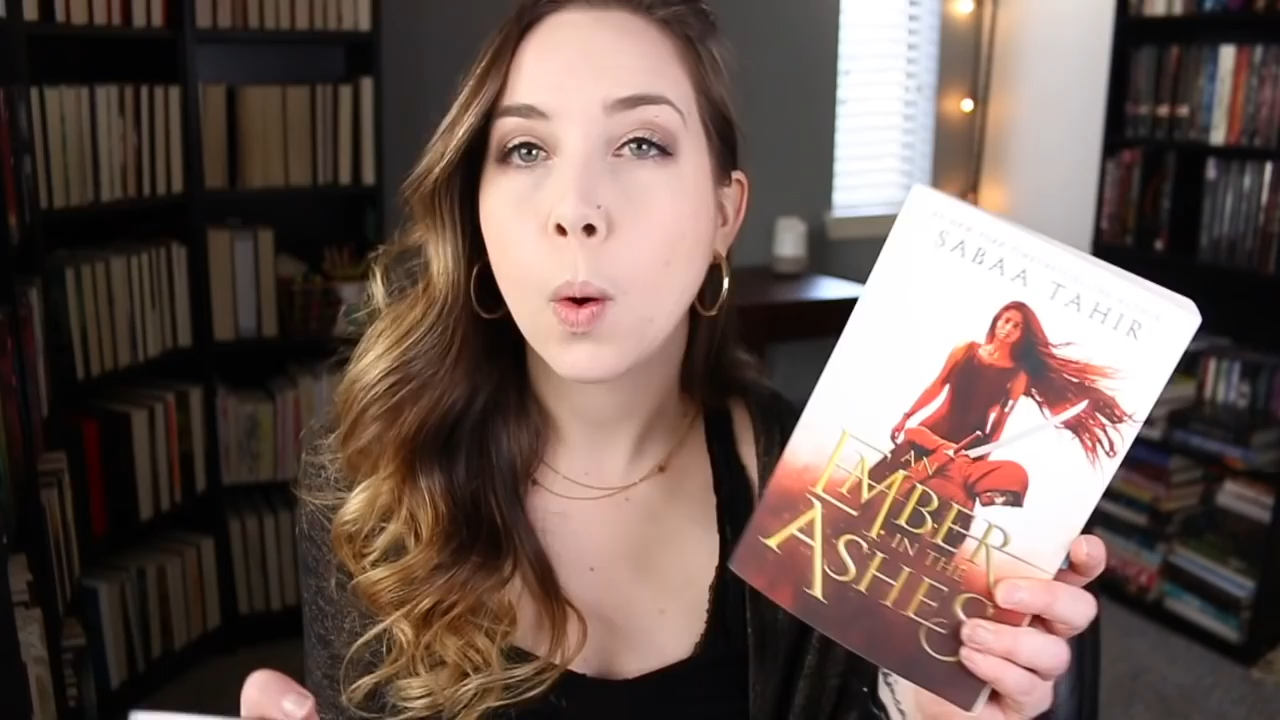 SABAA TAHIR
AN
EMBER
IN THE
ASHES